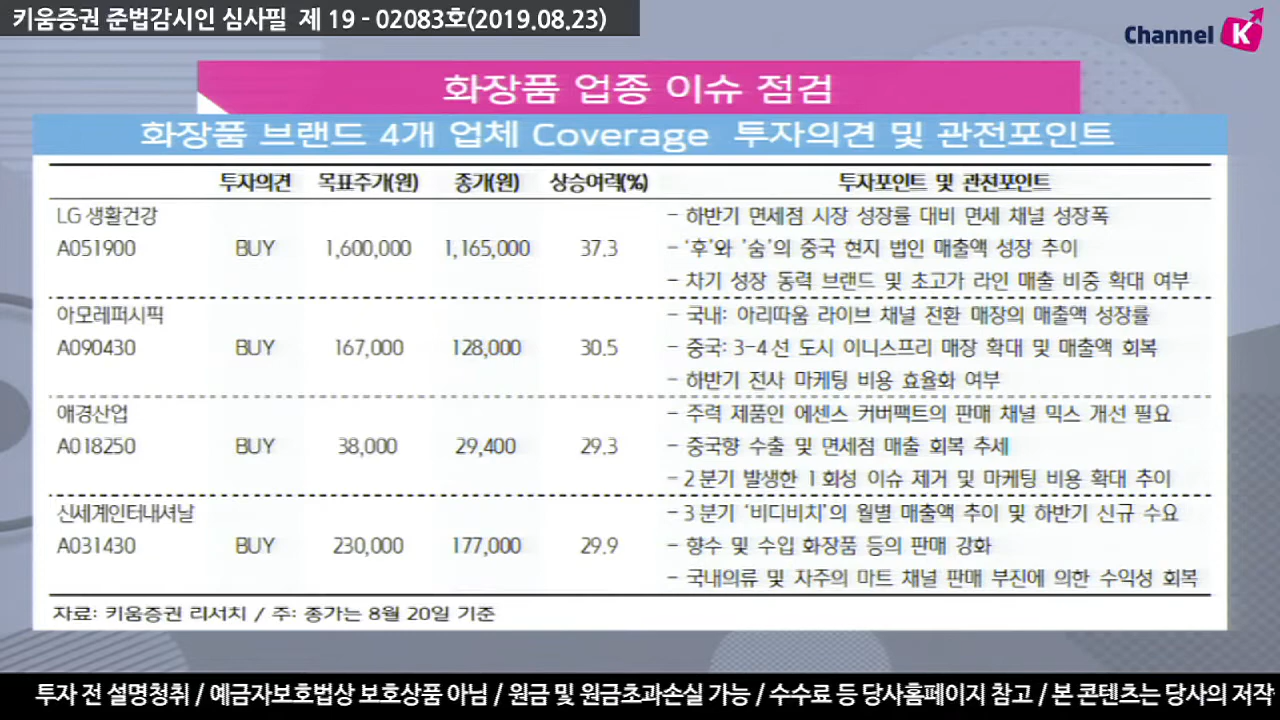 키움증권 준법감시인 심사필 제 19 - 02083호(2019.08.23)
Channel K
화장품 업종 이슈 점검
화장품 브랜드 4개 업체 Coverage 투자의견 및 관전포인트
투자의견 목표주가(원) 종가(원) 상승여력(%) 투자포인트 및 관전포인트
LG 생활건강 - 하반기 면세점 시장 성장률 대비 면세 채널 성장폭
A051900 BUY 1,600,000 1,165,000 37.3 - '후'와 '숨'의 중국 현지 법인 매출액 성장 추이
- 차기 성장 동력 브랜드 및 초고가 라인 매출 비중 확대 여부
아모레퍼시픽 - 국내: 아리따움 라이브 채널 전환 매장의 매출액 성장률
A090430 BUY 167,000 128,000 30.5 - 중국: 3-4선 도시 이니스프리 매장 확대 및 매출액 회복
- 하반기 전사 마케팅 비용 효율화 여부
애경산업 - 주력 제품인 에센스 커버팩트의 판매 채널 믹스 개선 필요
A018250 BUY 38,000 29,400 29.3 - 중국향 수출 및 면세점 매출 회복 추세
- 2분기 발생한 1회성 이슈 제거 및 마케팅 비용 확대 추이
신세계인터내셔날 - 3분기 '비디비치'의 월별 매출액 추이 및 하반기 신규 수요
A031430 BUY 230,000 177,000 29.9 - 향수 및 수입 화장품 등의 판매 강화
- 국내의류 및 자주의 마트 채널 판매 부진에 의한 수익성 회복
자료: 키움증권 리서치 / 주: 종가는 8월 20일 기준
투자 전 설명청취 / 예금자보호법상 보호상품 아님 / 원금 및 원금초과손실 가능 / 수수료 등 당사홈페이지 참고 / 본 콘텐츠는 당사의 저작